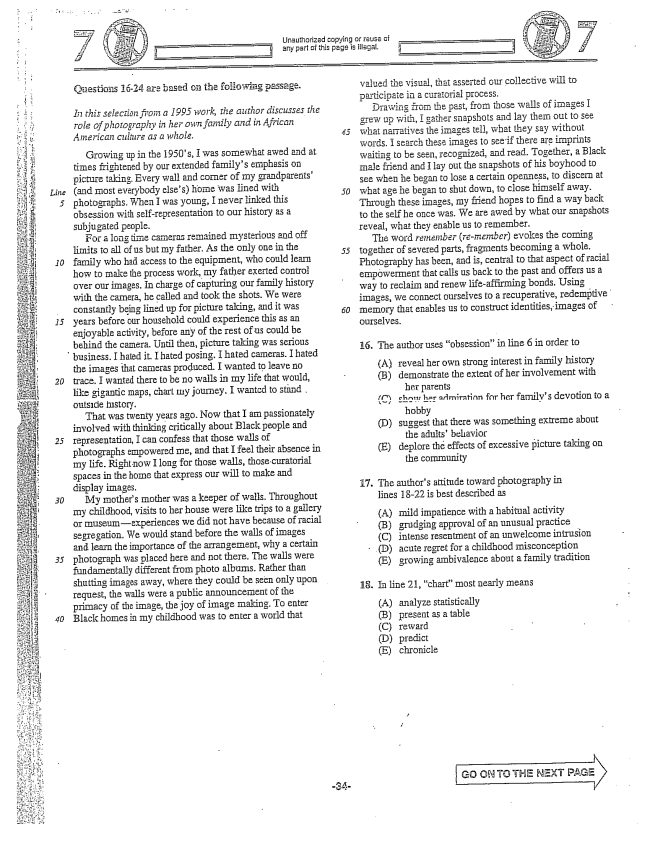 7
Unauthorized copying or reuse of
any part of this page is illegal.
7
Questions 16-24 are based on the following passage.
In this selection from a 1995 work, the author discusses the
role of photography in her own family and in African
American culture as a whole.
Growing up in the 1950's, I was somewhat awed and at
times frightened by our extended family's emphasis on
picture taking. Every wall and corner of my grandparents'
Line (and most everybody else's) home was lined with
5 photographs. When I was young, I never linked this
obsession with self-representation to our history as a
subjugated people.
For a long time cameras remained mysterious and off
limits to all of us but my father. As the only one in the
10 family who had access to the equipment, who could learn
how to make the process work, my father exerted control
over our images. In charge of capturing our family history
with the camera, he called and took the shots. We were
constantly being lined up for picture taking, and it was
15 years before our household could experience this as an
enjoyable activity, before any of the rest of us could be
behind the camera. Until then, picture taking was serious
business. I hated it. I hated posing. I hated cameras. I hated
the images that cameras produced. I wanted to leave no
20 trace. I wanted there to be no walls in my life that would,
like gigantic maps, chart my journey. I wanted to stand
outside history.
That was twenty years ago. Now that I am passionately
involved with thinking critically about Black people and
25 representation, I can confess that those walls of
photographs empowered me, and that I feel their absence in
my life. Right now I long for those walls, those curatorial
spaces in the home that express our will to make and
display images.
30 My mother's mother was a keeper of walls. Throughout
my childhood, visits to her house were like trips to a gallery
or museum—experiences we did not have because of racial
segregation. We would stand before the walls of images
and learn the importance of the arrangement, why a certain
35 photograph was placed here and not there. The walls were
fundamentally different from photo albums. Rather than
shutting images away, where they could be seen only upon
request, the walls were a public announcement of the
primacy of the image, the joy of image making. To enter
40 Black homes in my childhood was to enter a world that
valued the visual, that asserted our collective will to
participate in a curatorial process.
Drawing from the past, from those walls of images I
grew up with, I gather snapshots and lay them out to see
45 what narratives the images tell, what they say without
words. I search these images to see if there are imprints
waiting to be seen, recognized, and read. Together, a Black
male friend and I lay out the snapshots of his boyhood to
see when he began to lose a certain openness, to discern at
50 what age he began to shut down, to close himself away.
Through these images, my friend hopes to find a way back
to the self he once was. We are awed by what our snapshots
reveal, what they enable us to remember.
The word remember (re-member) evokes the coming
55 together of severed parts, fragments becoming a whole.
Photography has been, and is, central to that aspect of racial
empowerment that calls us back to the past and offers us a
way to reclaim and renew life-affirming bonds. Using
images, we connect ourselves to a recuperative, redemptive
60 memory that enables us to construct identities, images of
ourselves.
16. The author uses "obsession" in line 6 in order to
(A) reveal her own strong interest in family history
(B) demonstrate the extent of her involvement with
her parents
(C) show her admiration for her family's devotion to a
hobby
(D) suggest that there was something extreme about
the adults' behavior
(E) deplore the effects of excessive picture taking on
the community
17. The author's attitude toward photography in
lines 18-22 is best described as
(A) mild impatience with a habitual activity
(B) grudging approval of an unusual practice
(C) intense resentment of an unwelcome intrusion
(D) acute regret for a childhood misconception
(E) growing ambivalence about a family tradition
18. In line 21, "chart" most nearly means
(A) analyze statistically
(B) present as a table
(C) reward
(D) predict
(E) chronicle
GO ON TO THE NEXT PAGE
-34-